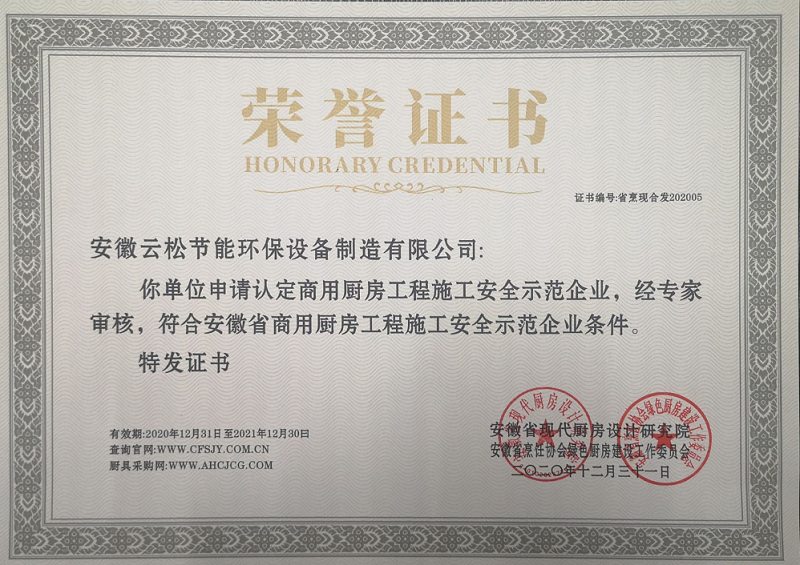 荣誉证书
HONORARY CREDENTIAL
证书编号:省烹现合发202005
安徽云松节能环保设备制造有限公司:
你单位申请认定商用厨房工程施工安全示范企业，经专家
审核，符合安徽省商用厨房工程施工安全示范企业条件。
特发证书
有效期:2020年12月31日至2021年12月30日
查询官网:WWW.CFSJY.COM.CN
厨具采购网:WWW.AHCJCG.COM
安徽省现代厨房设计研究院
安徽省烹饪协会绿色厨房建设工作委员会
二〇二〇年十二月三十一日